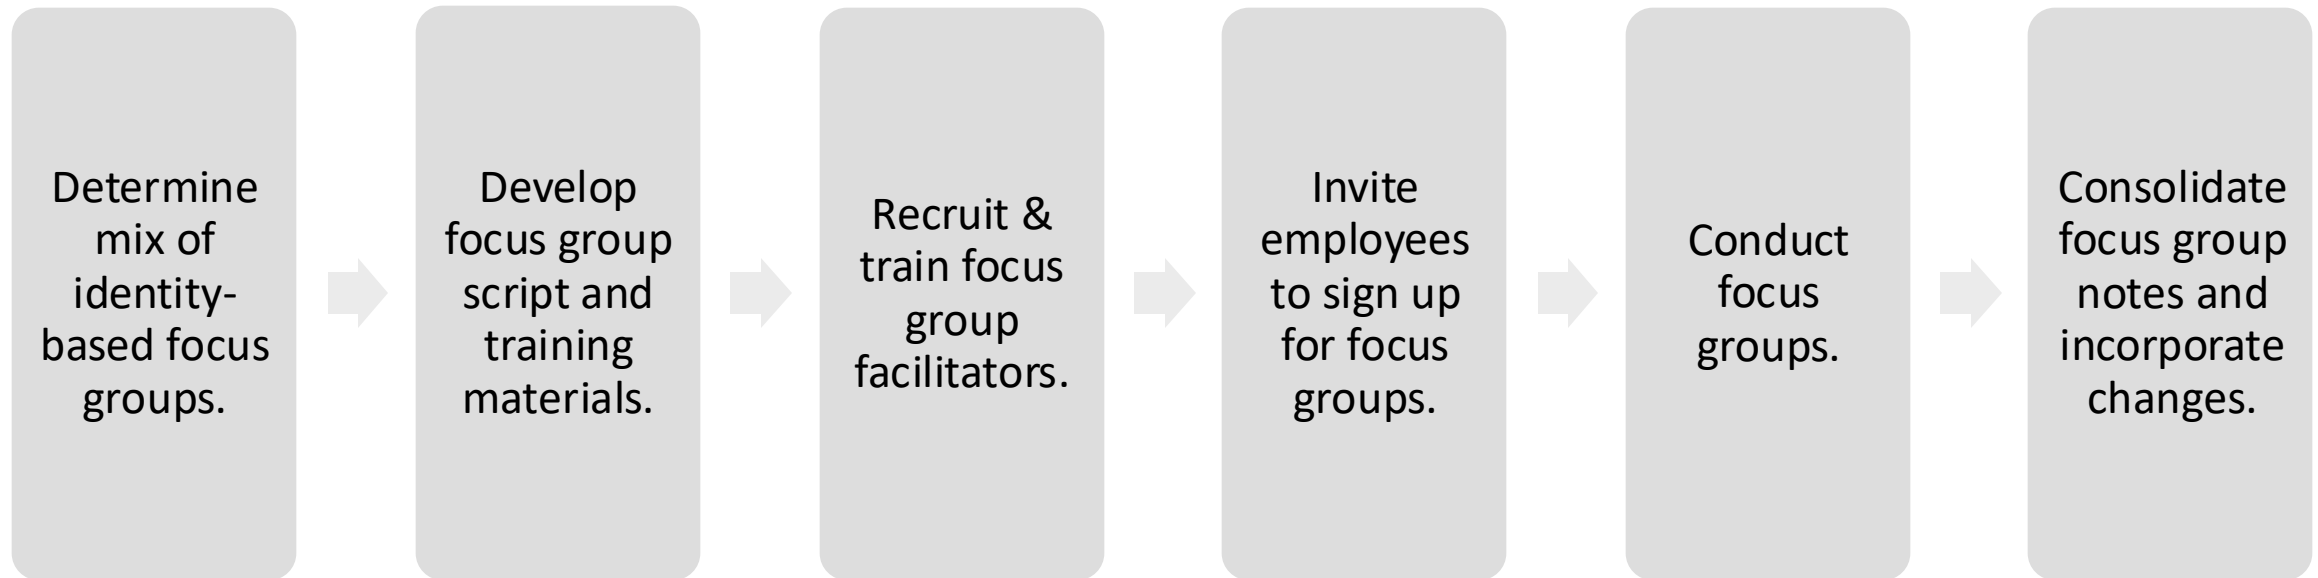 Determine
mix of
identity-
based focus
groups.
Develop
focus group
script and
training
materials.
Recruit &
train focus
group
facilitators.
Invite
employees
to sign up
for focus
groups.
Conduct
focus
groups.
Consolidate
focus group
notes and
incorporate
changes.